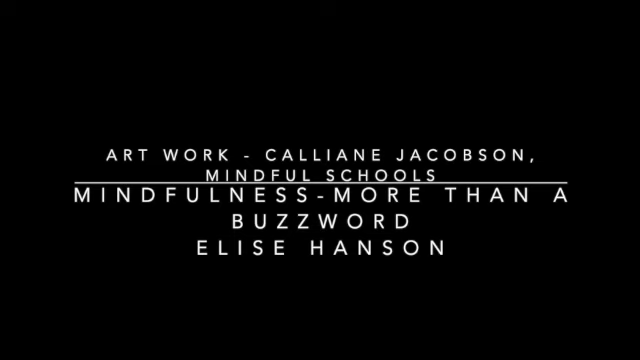 ART WORK - CALLIANE JACOBSON,
MINDFUL SCHOOLS
MINDFULNESS-MORE THAN A
BUZZWORD
ELISE HANSON